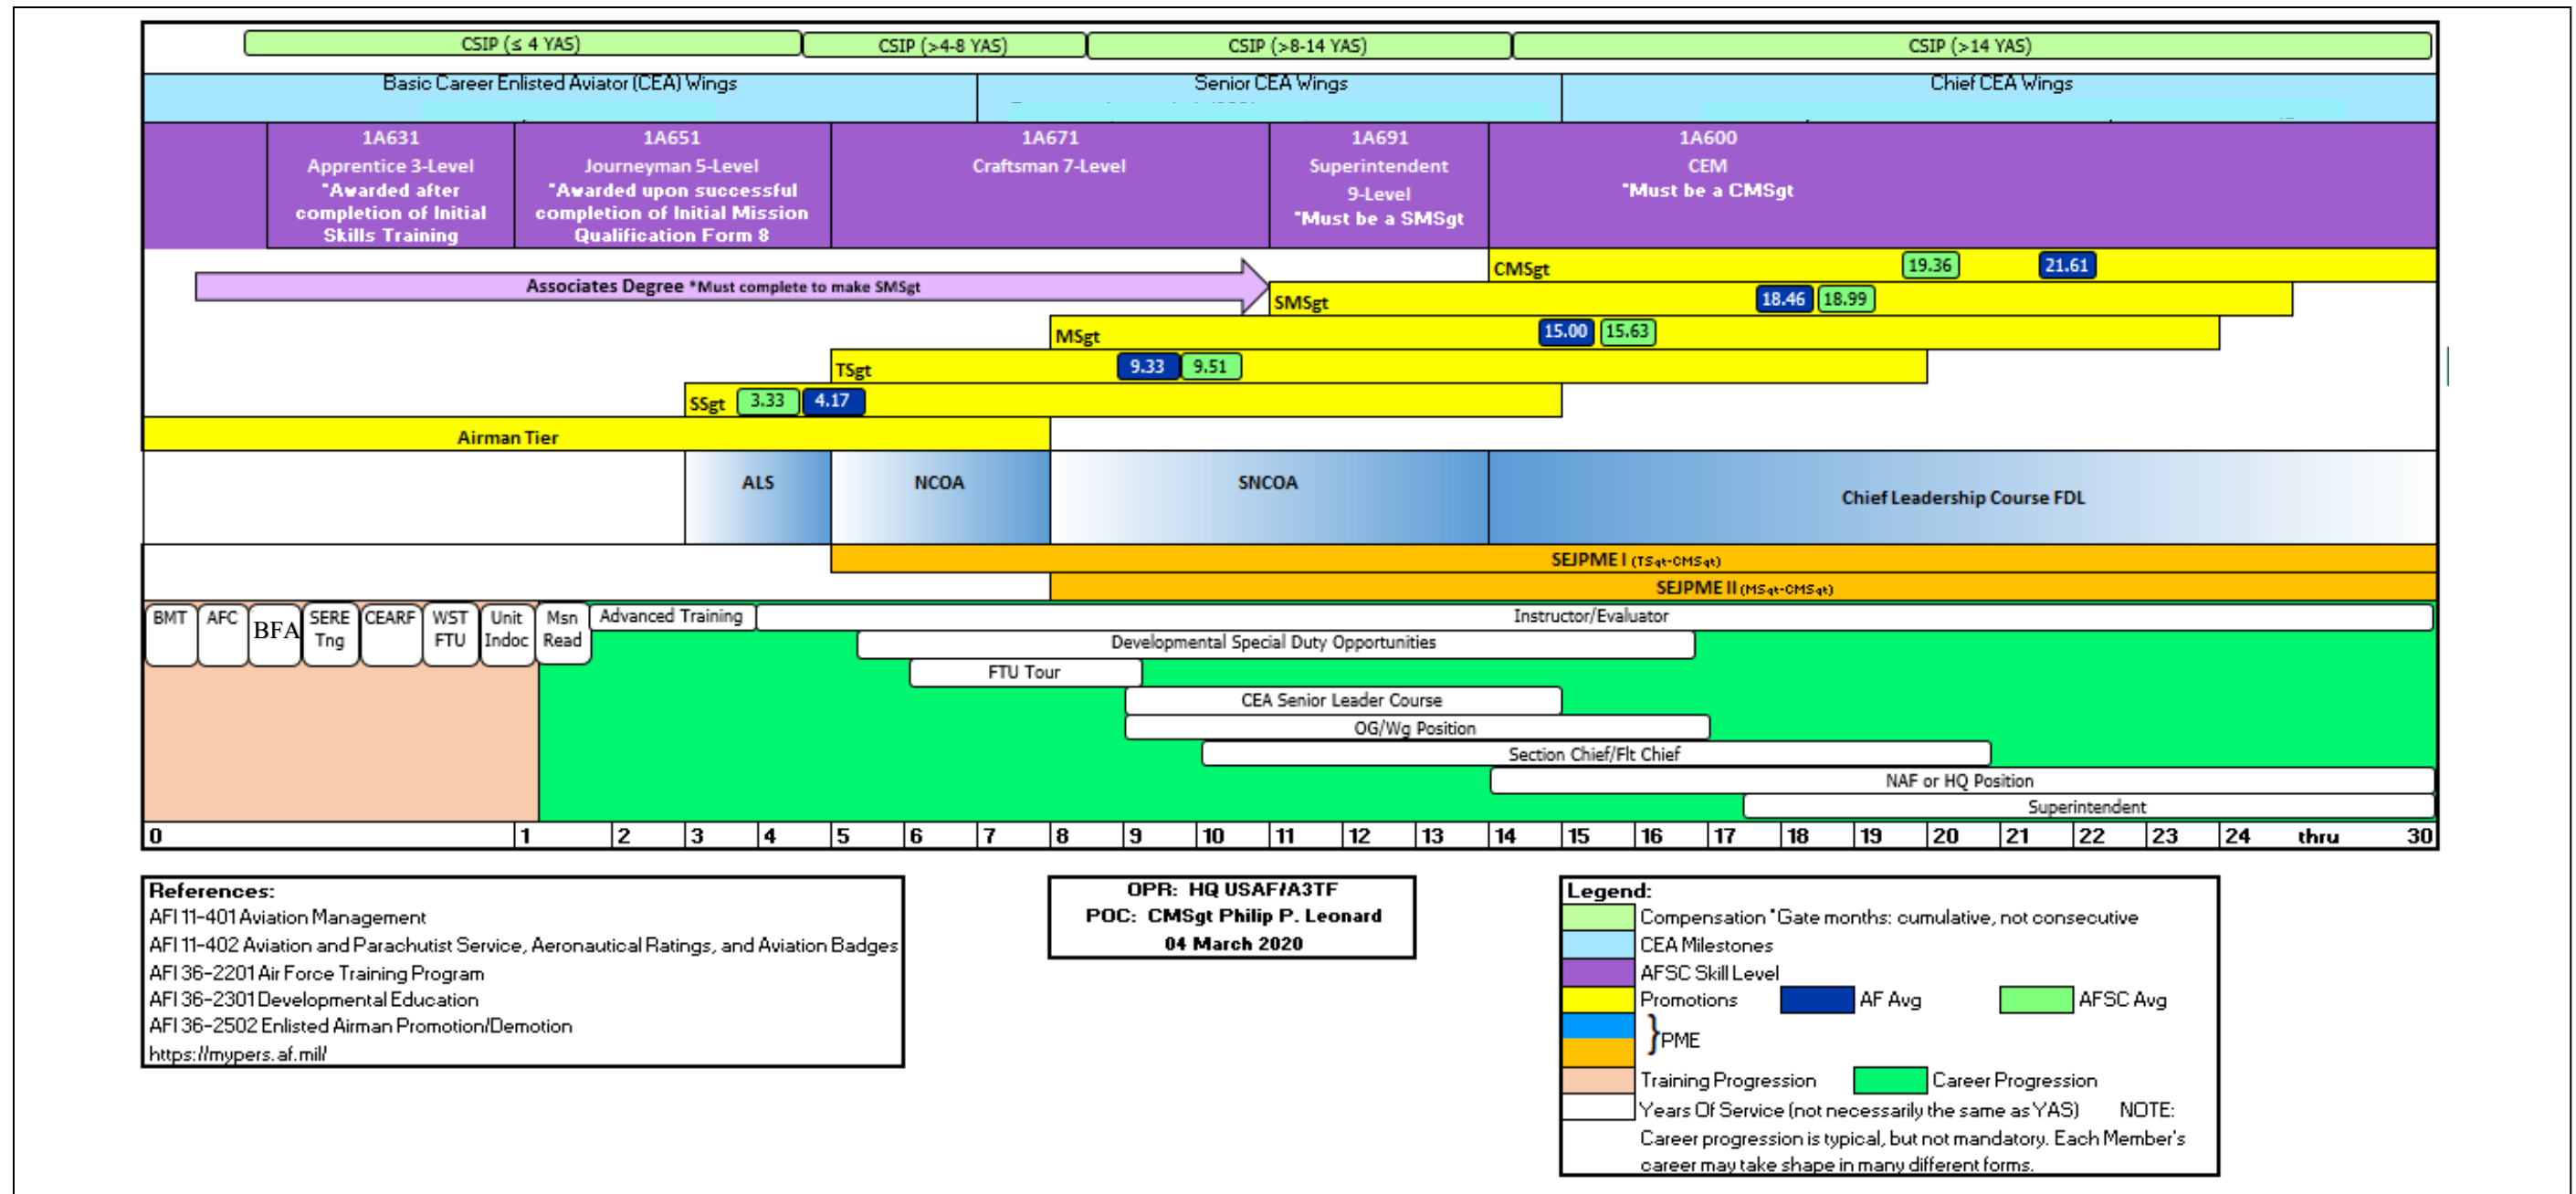 CSIP (≤ 4 YAS) CSIP (>4-8 YAS) CSIP (>8-14 YAS) CSIP (>14 YAS)
Basic Career Enlisted Aviator (CEA) Wings Senior CEA Wings Chief CEA Wings
1A631
Apprentice 3-Level
*Awarded after
completion of Initial
Skills Training
1A651
Journeyman 5-Level
*Awarded upon successful
completion of Initial Mission
Qualification Form 8
1A671
Craftsman 7-Level
1A691
Superintendent
9-Level
*Must be a SMSgt
1A600
CEM
*Must be a CMSgt
CMSgt 19.36 21.61
Associates Degree *Must complete to make SMSgt
SMSgt 18.46 18.99
MSgt 15.00 15.63
TSgt 9.33 9.51
SSgt 3.33 4.17
Airman Tier
ALS NCOA SNCOA Chief Leadership Course FDL
SEJPME I (TSgt-CMSgt)
SEJPME II (MSgt-CMSgt)
BMT
AFC
BFA
SERE
Tng
CEARF
WST
FTU
Unit
Indoc
Msn
Read
Advanced Training
Instructor/Evaluator
Developmental Special Duty Opportunities
FTU Tour
CEA Senior Leader Course
OG/Wg Position
Section Chief/Flt Chief
NAF or HQ Position
Superintendent
0 1 2 3 4 5 6 7 8 9 10 11 12 13 14 15 16 17 18 19 20 21 22 23 24 thru 30
References:
AFI 11-401 Aviation Management
AFI 11-402 Aviation and Parachutist Service, Aeronautical Ratings, and Aviation Badges
AFI 36-2201 Air Force Training Program
AFI 36-2301 Developmental Education
AFI 36-2502 Enlisted Airman Promotion/Demotion
https://mypers.af.mil/
OPR: HQ USAF/A3TF
POC: CMSgt Philip P. Leonard
04 March 2020
Legend:
Compensation *Gate months: cumulative, not consecutive
CEA Milestones
AFSC Skill Level
Promotions AF Avg AFSC Avg
}PME
Training Progression Career Progression
Years Of Service (not necessarily the same as YAS) NOTE:
Career progression is typical, but not mandatory. Each Member's
career may take shape in many different forms.